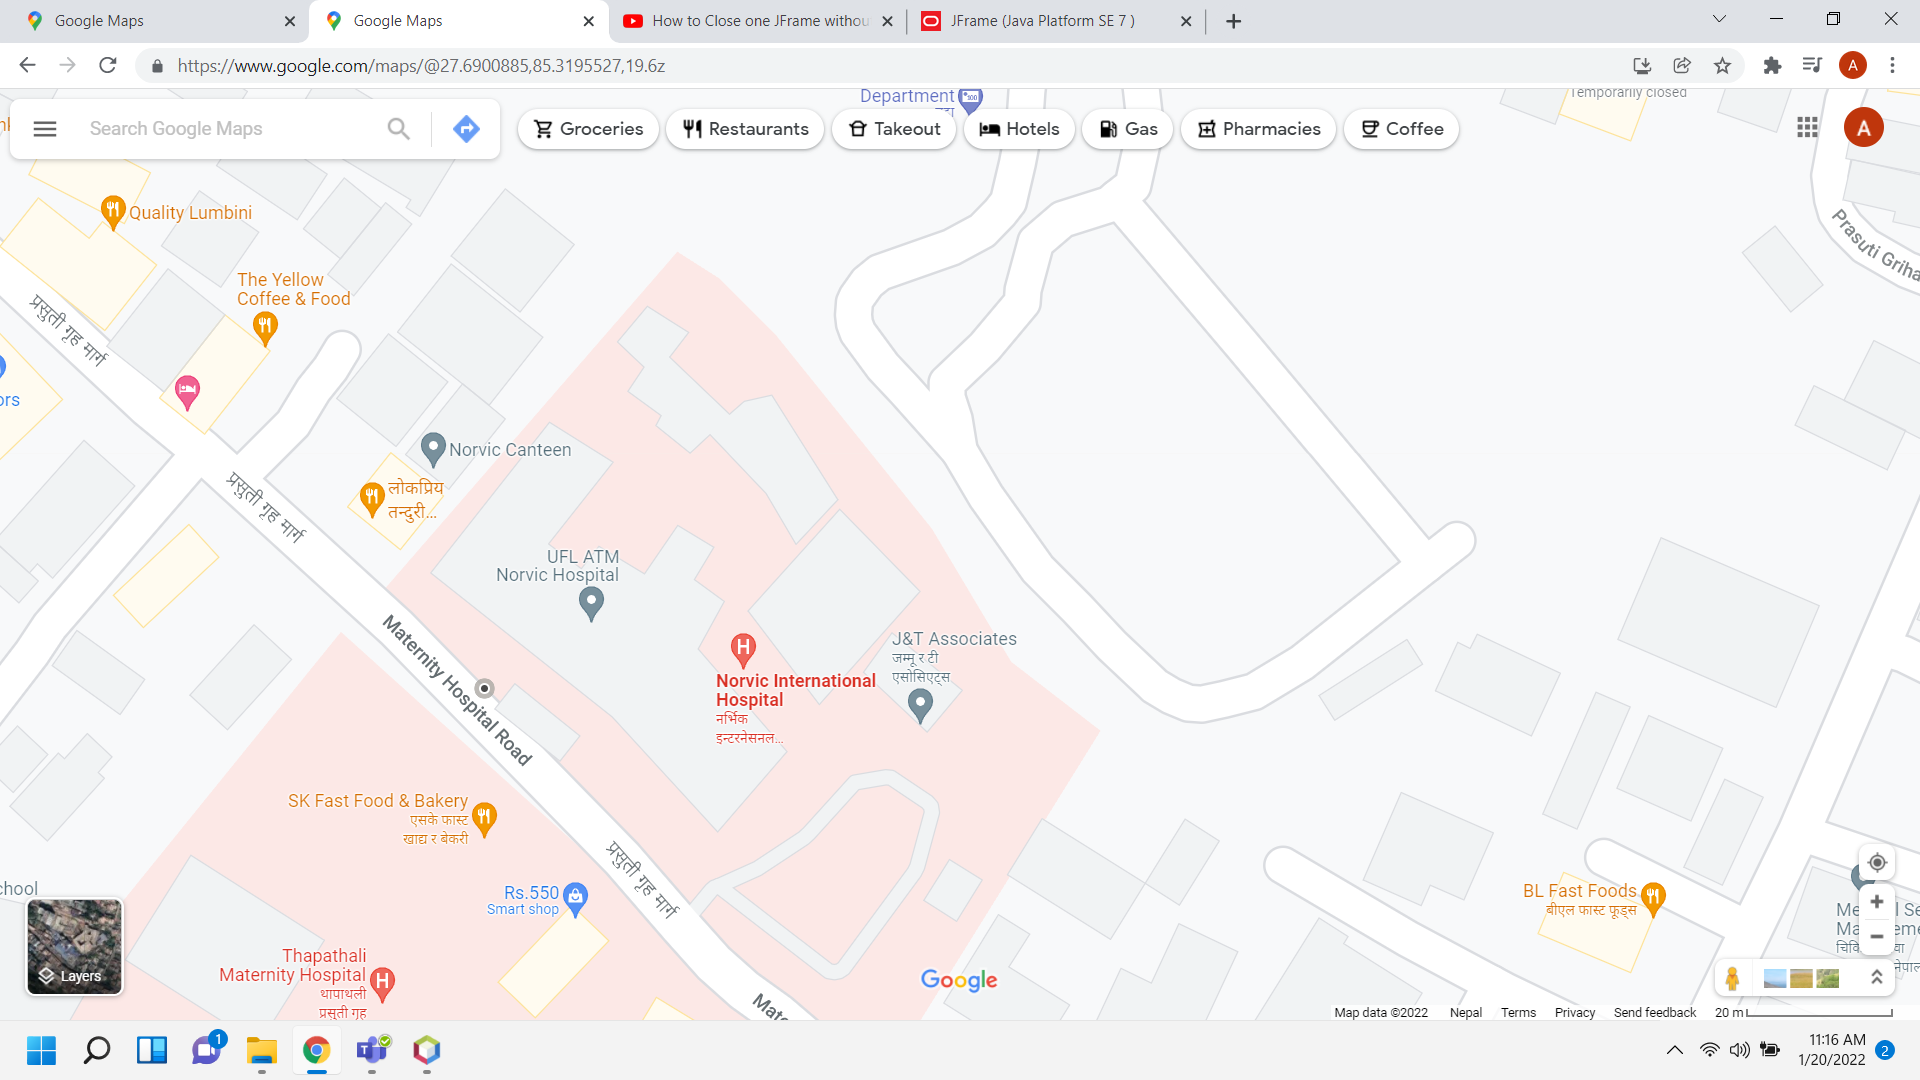 Google Maps
Google Maps
How to Close one JFrame withou
JFrame (Java Platform SE 7 )
https://www.google.com/maps/@27.6900885,85.3195527,19.6z
A
Search Google Maps
Groceries
Restaurants
Takeout
Hotels
Gas
Pharmacies
Coffee
A
Department
Temporarily closed
Quality Lumbini
Prasuti Griha
The Yellow
Coffee & Food
प्रसुती गृह मार्ग
ors
Norvic Canteen
प्रसुती गृह मार्ग
लोकप्रिय
तन्दुरी...
UFL ATM
Norvic Hospital
Maternity Hospital Road
J&T Associates
जम्मू र टी
एसोसिएट्स
Norvic International
Hospital
नर्भिक
इन्टरनेसनल...
SK Fast Food & Bakery
एसके फास्ट
खाद्य र बेकरी
प्रसुती गृह मार्ग
chool
Rs.550
Smart shop
BL Fast Foods
बीएल फास्ट फूड्स
Layers
Thapathali
Maternity Hospital
थापाथली
प्रसुती गृह
Mate
Google
Map data ©2022
Nepal
Terms
Privacy
Send feedback
20 m
1
11:16 AM
1/20/2022
2